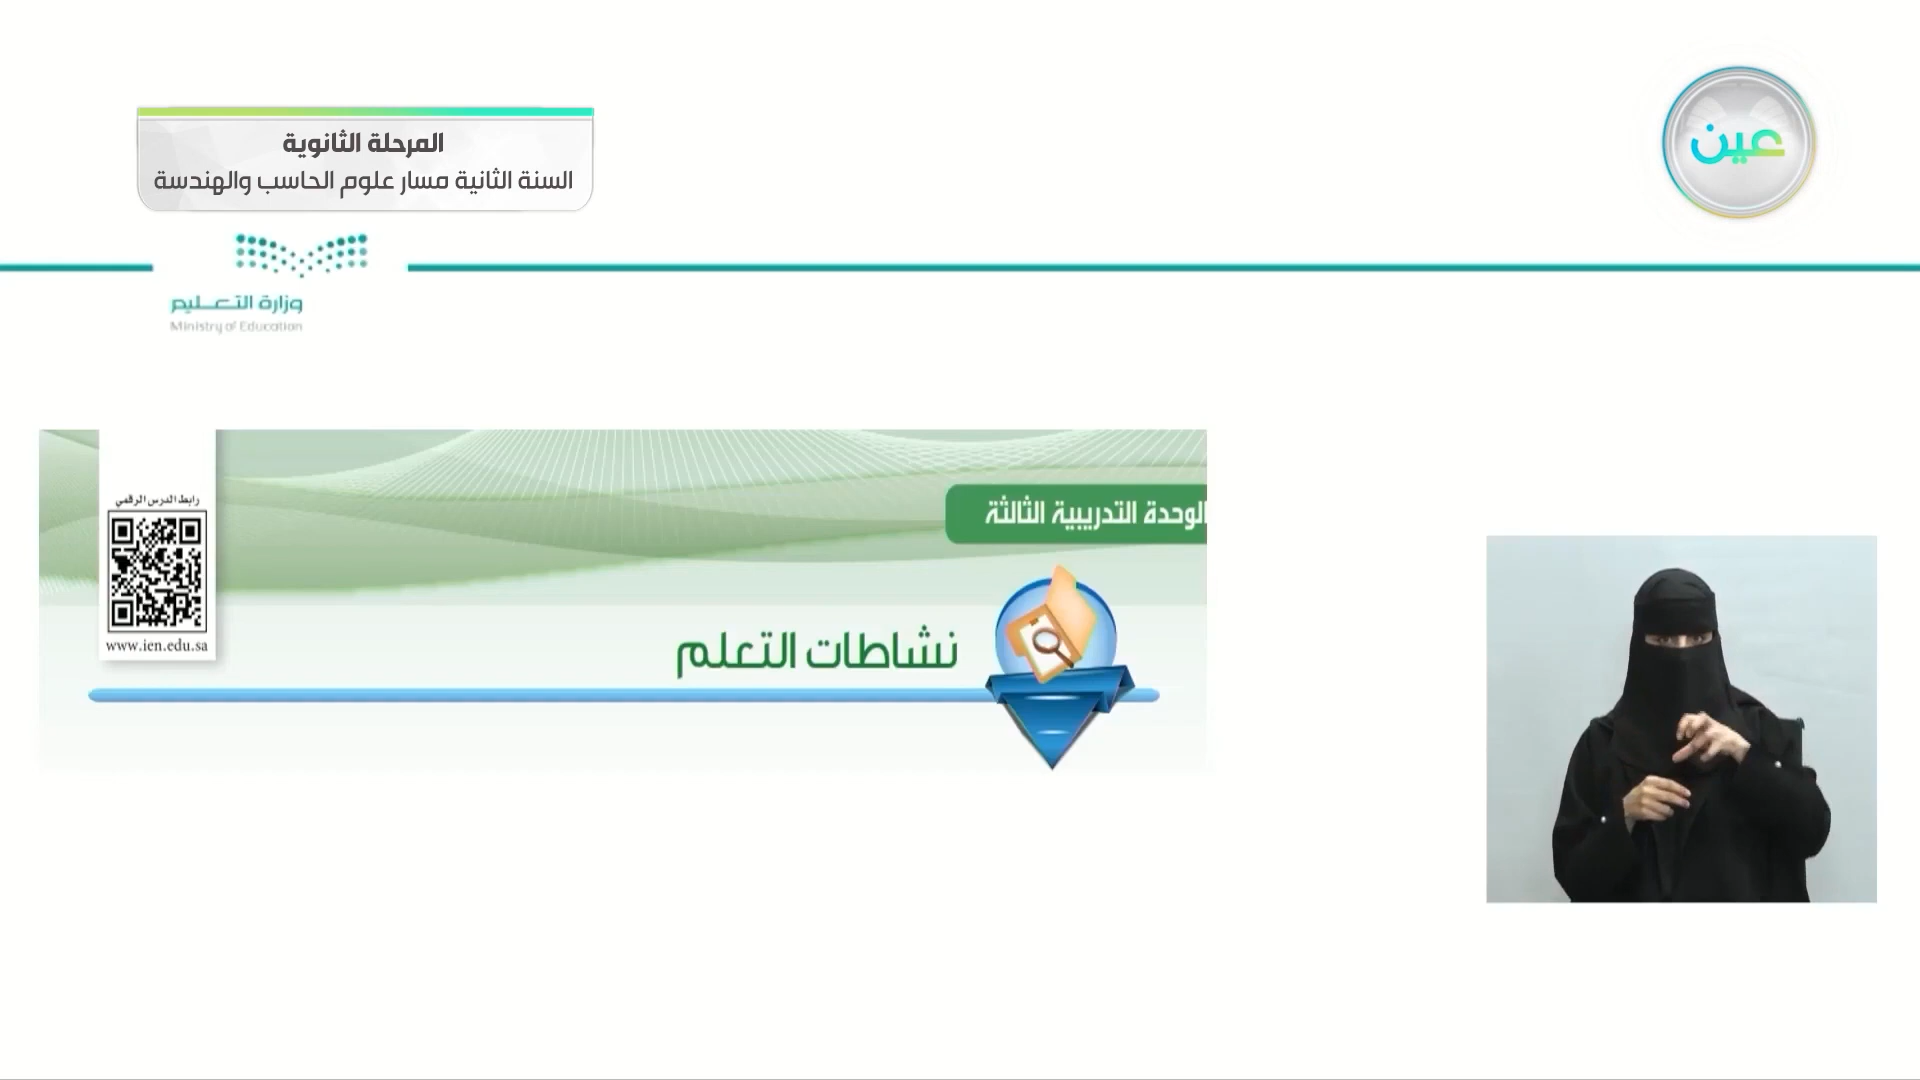 المرحلة الثانوية
السنة الثانية مسار علوم الحاسب والهندسة
عين
وزارة التعليم
Ministry of Education
رابط الدرس الرقمي
www.ien.edu.sa
الوحدة التدريبية الثالثة
نشاطات التعلم